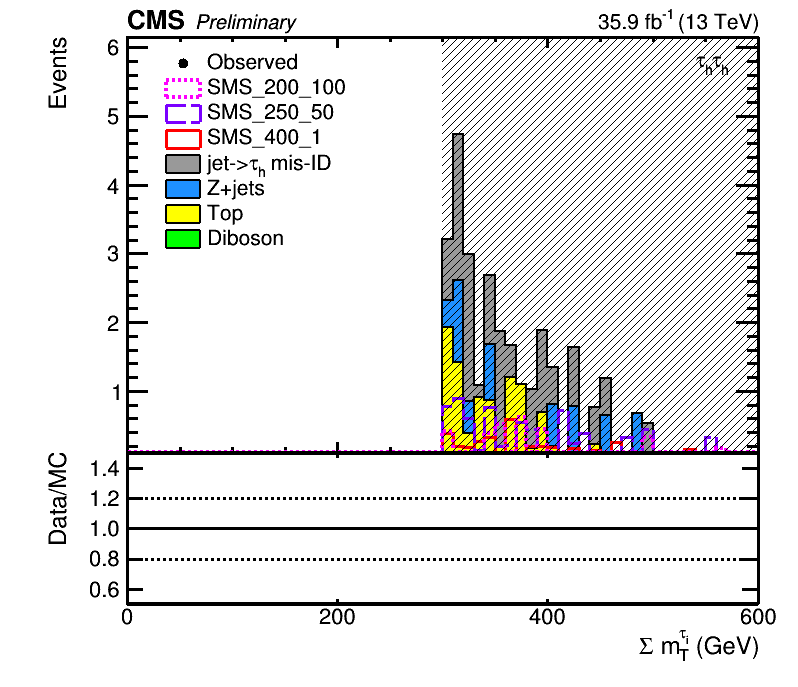 CMS Preliminary 35.9 fb⁻¹ (13 TeV)
Events
6
5
4
3
2
1
τhτh
Observed
SMS_200_100
SMS_250_50
SMS_400_1
jet->τh mis-ID
Z+jets
Top
Diboson
Data/MC
1.4
1.2
1.0
0.8
0.6
0 200 400 600
Σ mTτi (GeV)